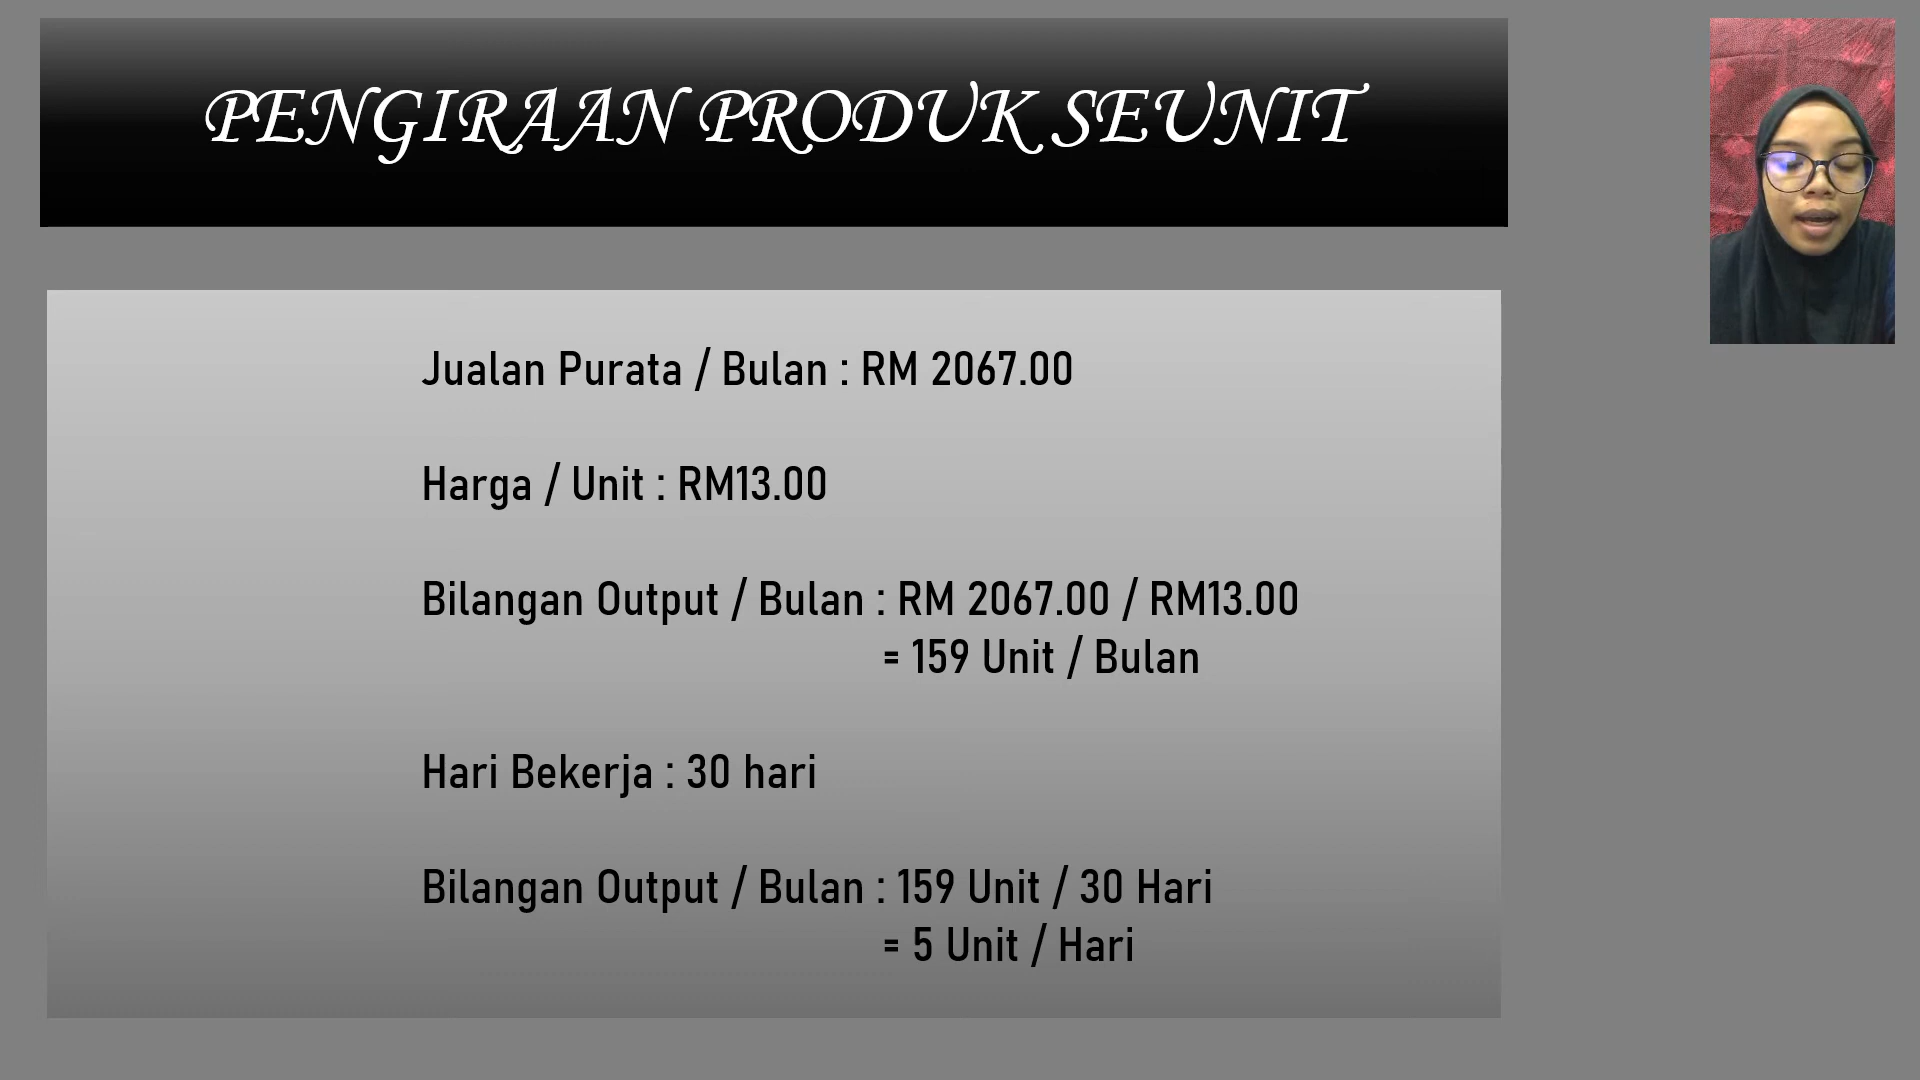 PENGIRAAN PRODUK SEUNIT
Jualan Purata / Bulan : RM 2067.00
Harga / Unit : RM13.00
Bilangan Output / Bulan : RM 2067.00 / RM13.00
= 159 Unit / Bulan
Hari Bekerja : 30 hari
Bilangan Output / Bulan : 159 Unit / 30 Hari
= 5 Unit / Hari